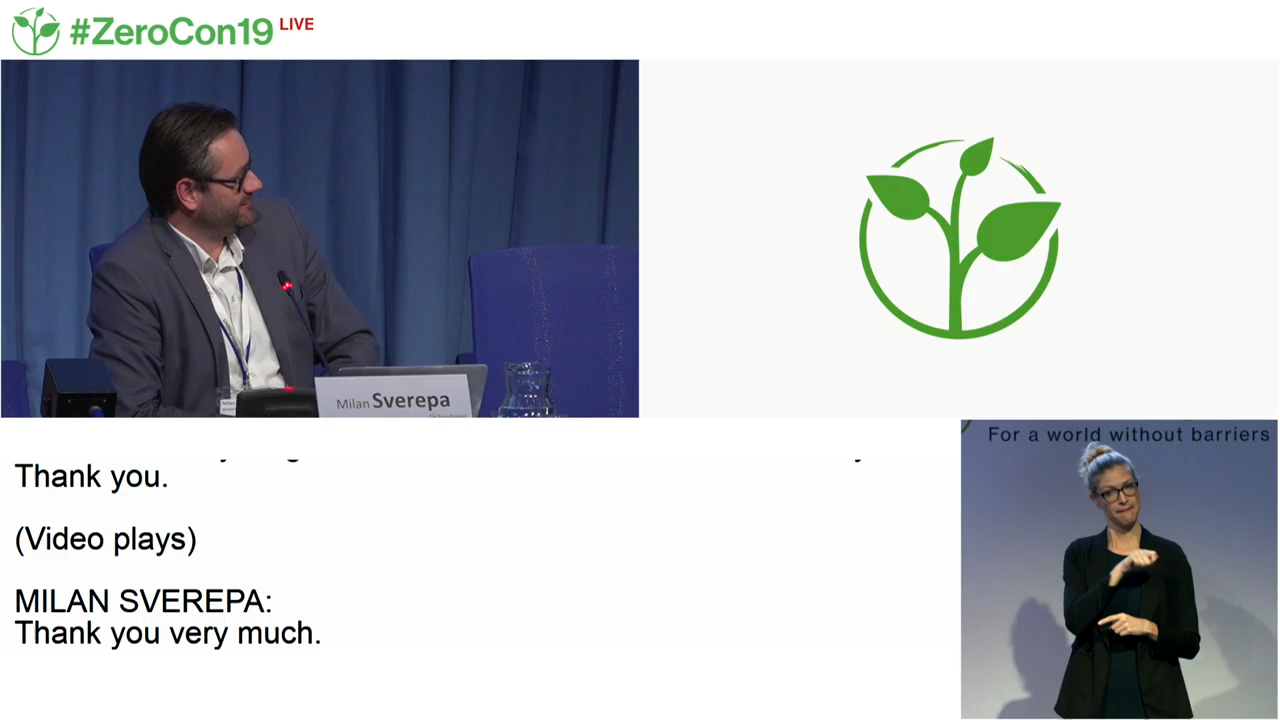 #ZeroCon19 LIVE
Milan Sverepa
For a world without barriers
Thank you.
(Video plays)
MILAN SVEREPA:
Thank you very much.